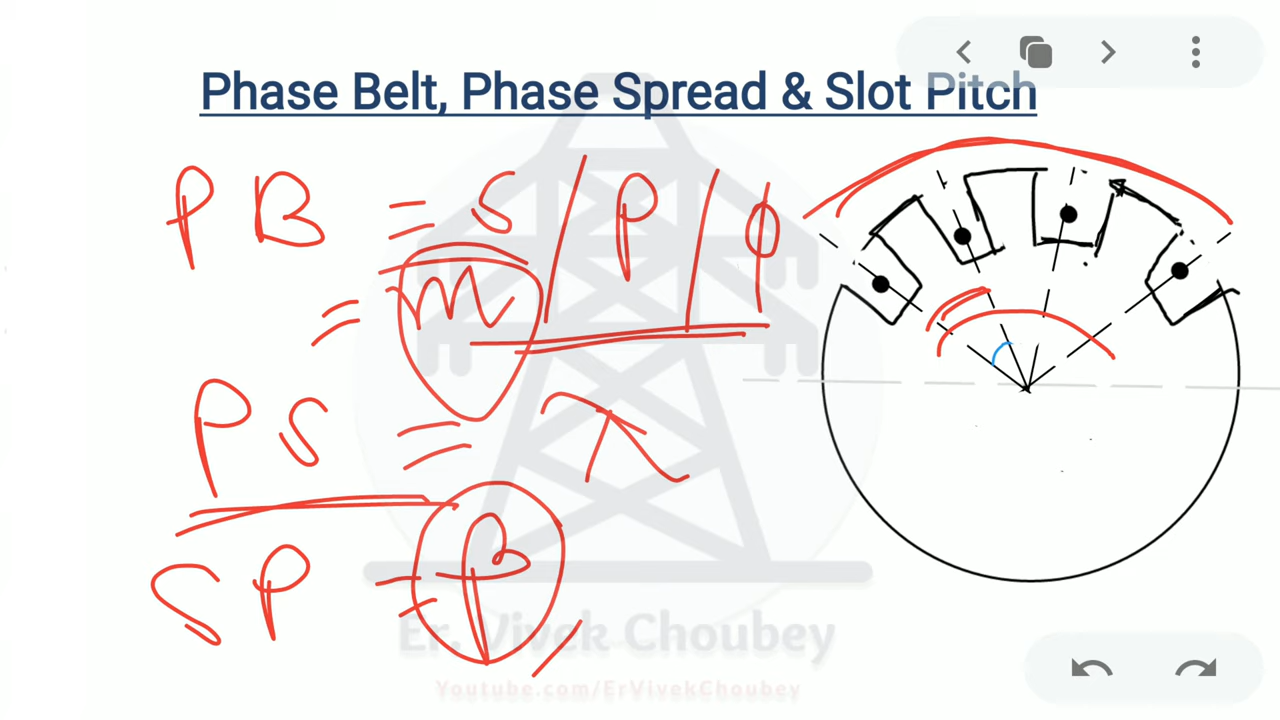 Phase Belt, Phase Spread & Slot Pitch
PB = S/P/φ
= m
PS = π
SP = β
Er. Vivek Choubey
Youtube.com/ErVivekChoubey